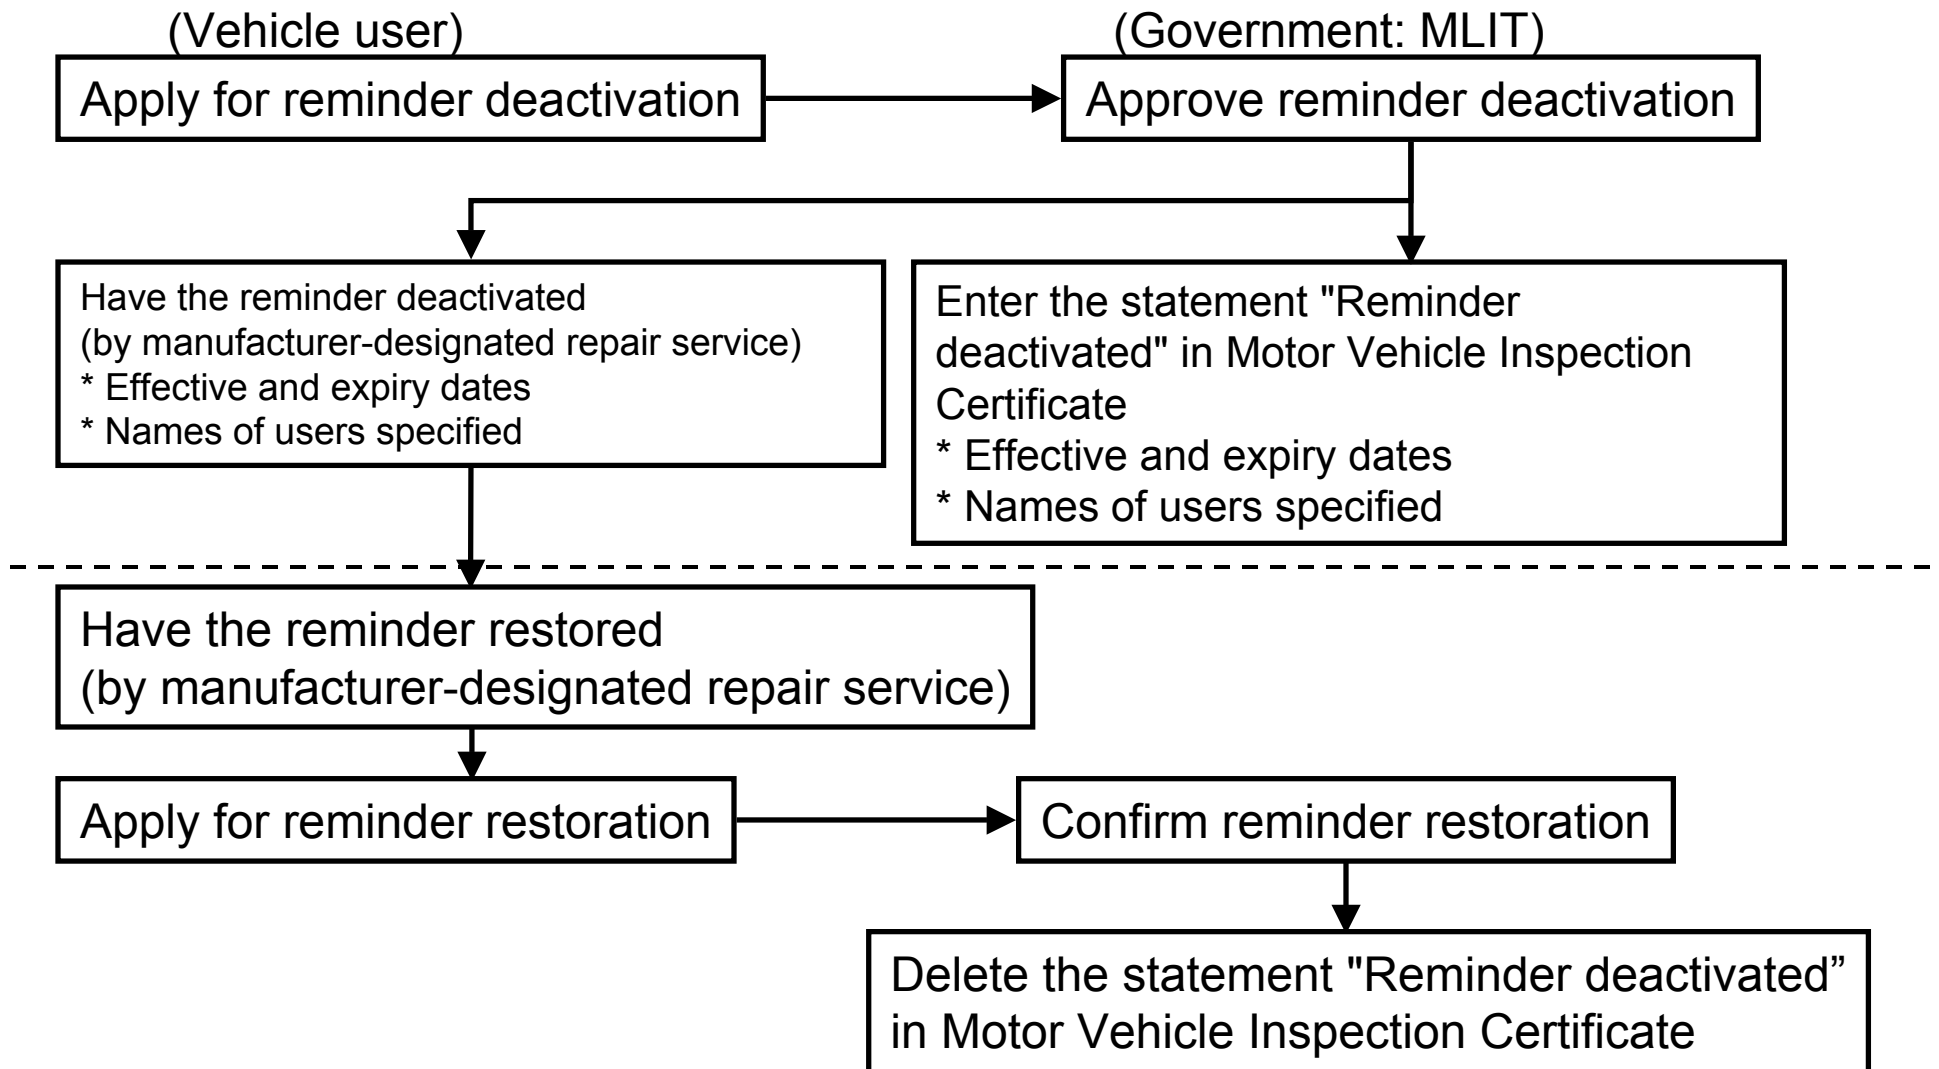 (Vehicle user)
(Government: MLIT)
Apply for reminder deactivation
Approve reminder deactivation
Have the reminder deactivated
(by manufacturer-designated repair service)
* Effective and expiry dates
* Names of users specified
Enter the statement "Reminder
deactivated" in Motor Vehicle Inspection
Certificate
* Effective and expiry dates
* Names of users specified
Have the reminder restored
(by manufacturer-designated repair service)
Apply for reminder restoration
Confirm reminder restoration
Delete the statement "Reminder deactivated”
in Motor Vehicle Inspection Certificate